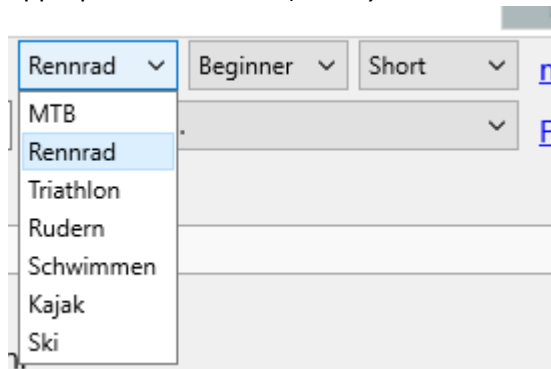 Rennrad Beginner Short
MTB
Rennrad
Triathlon
Rudern
Schwimmen
Kajak
Ski